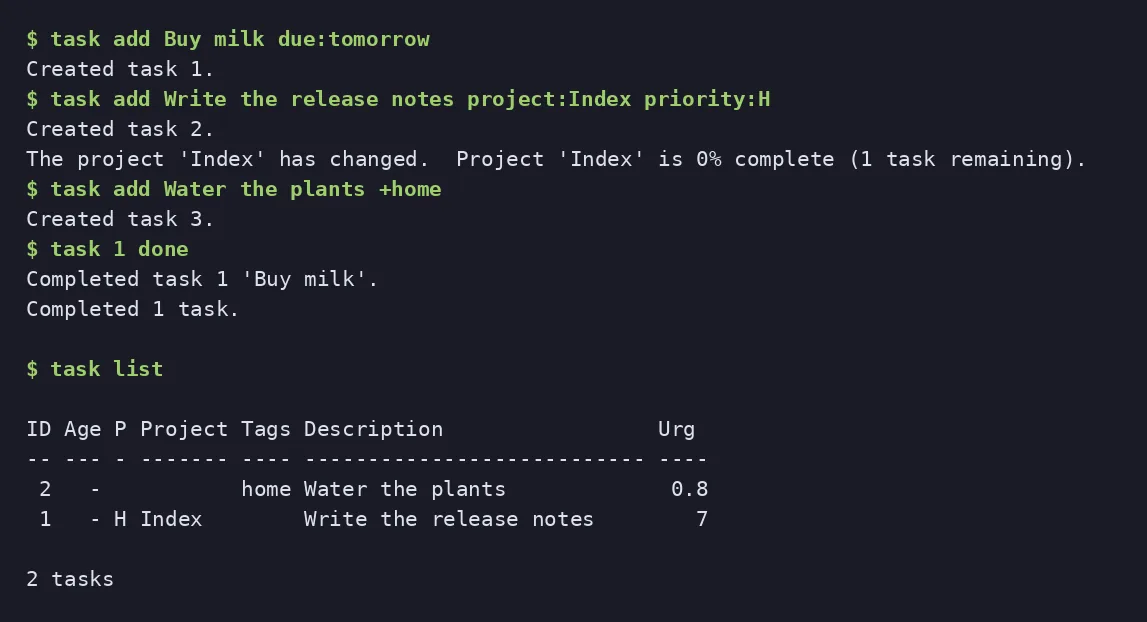 $ task add Buy milk due:tomorrow
Created task 1.
$ task add Write the release notes project:Index priority:H
Created task 2.
The project 'Index' has changed.  Project 'Index' is 0% complete (1 task remaining).
$ task add Water the plants +home
Created task 3.
$ task 1 done
Completed task 1 'Buy milk'.
Completed 1 task.

$ task list

ID Age P Project Tags Description                 Urg
-- --- - ------- ---- --------------------------- ----
 2   -           home Water the plants             0.8
 1   - H Index        Write the release notes        7

2 tasks